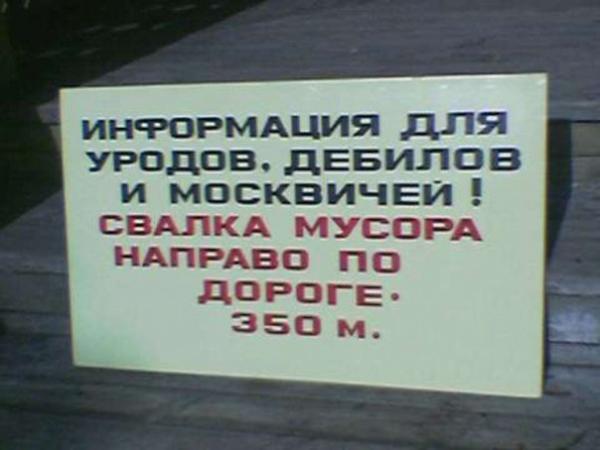 ИНФОРМАЦИЯ ДЛЯ
УРОДОВ, ДЕБИЛОВ
И МОСКВИЧЕЙ !
СВАЛКА МУСОРА
НАПРАВО ПО
ДОРОГЕ.
350 м.